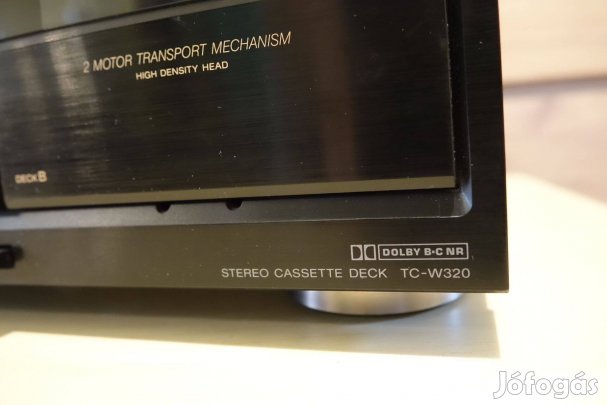 2 MOTOR TRANSPORT MECHANISM
HIGH DENSITY HEAD
DECK B
DOLBY B·C NR
STEREO CASSETTE DECK TC-W320
Jófogás